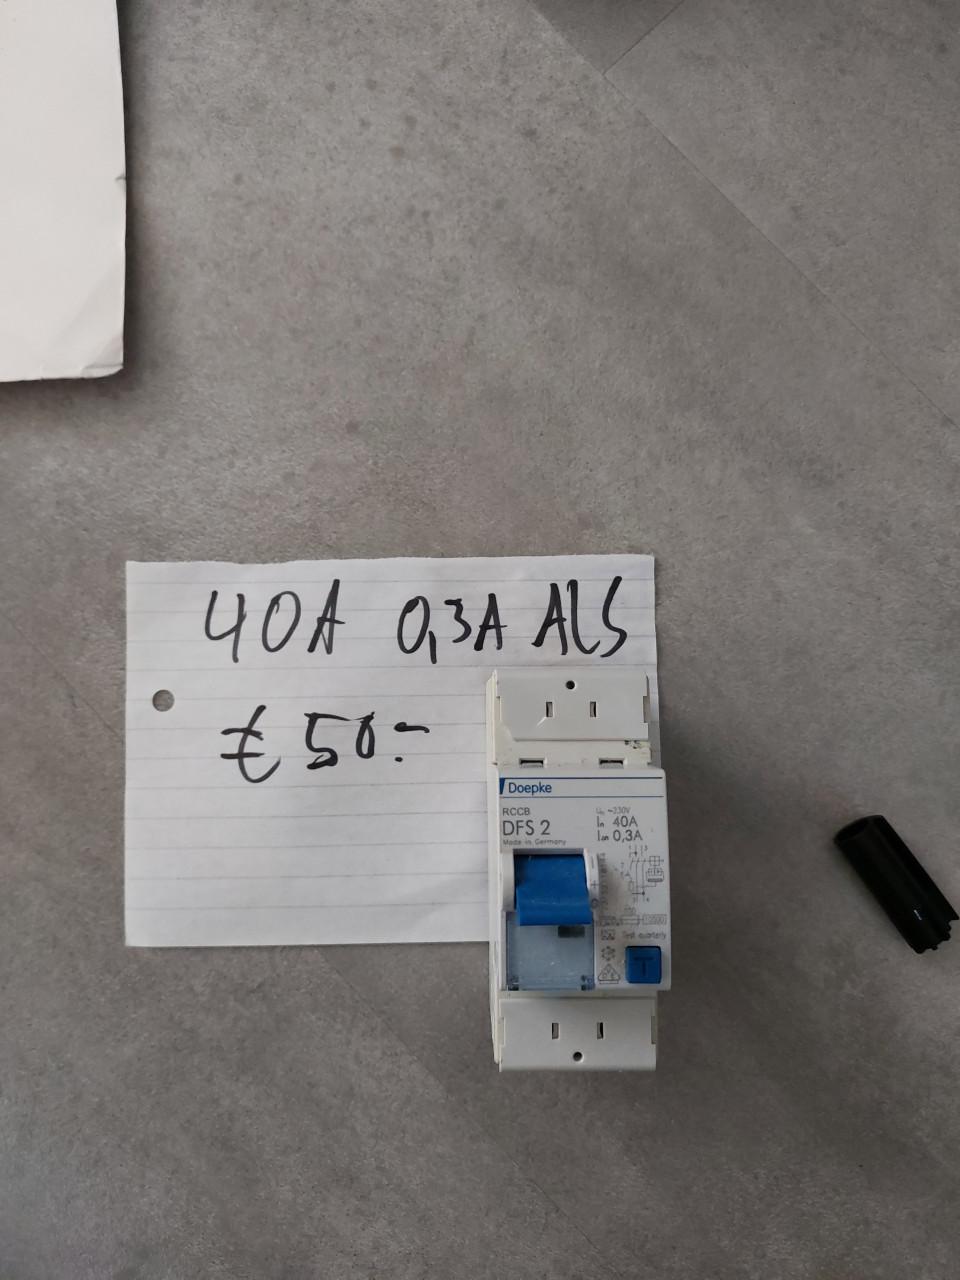 40A 0,3A ALS
€ 50:-
Doepke
RCCB
DFS 2
Made in Germany
Un ~230V
In 40A
IΔn 0,3A
Test quarterly
T